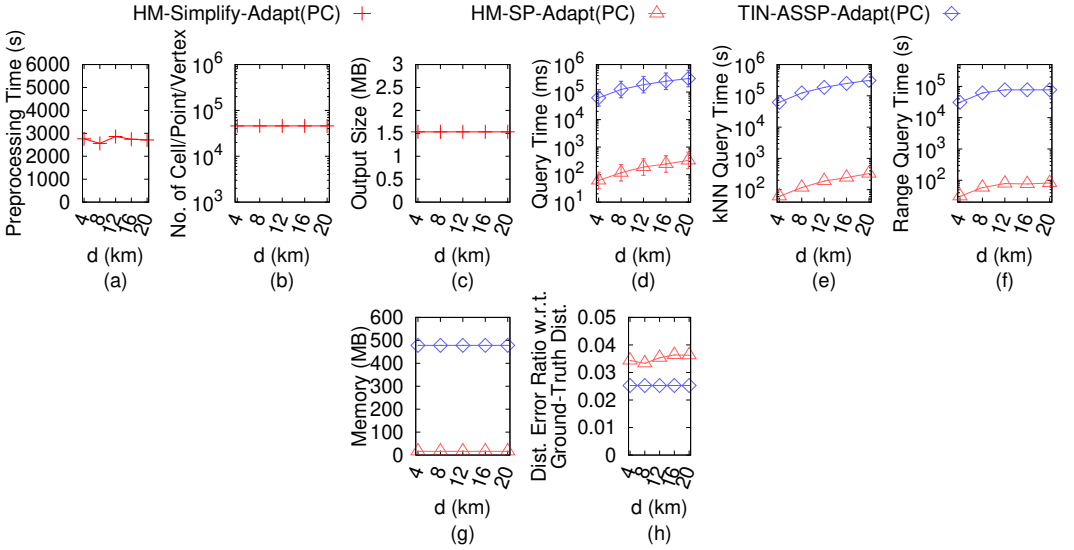 HM-Simplify-Adapt(PC) HM-SP-Adapt(PC) TIN-ASSP-Adapt(PC)
Preprocessing Time (s)
6000
5000
4000
3000
2000
1000
0
4 8 12 16 20
d (km)
(a)
No. of Cell/Point/Vertex
10^6
10^5
10^4
10^3
4 8 12 16 20
d (km)
(b)
Output Size (MB)
3
2.5
2
1.5
1
0.5
0
4 8 12 16 20
d (km)
(c)
Query Time (ms)
10^6
10^5
10^4
10^3
10^2
10^1
4 8 12 16 20
d (km)
(d)
kNN Query Time (s)
10^6
10^5
10^4
10^3
10^2
4 8 12 16 20
d (km)
(e)
Range Query Time (s)
10^5
10^4
10^3
10^2
4 8 12 16 20
d (km)
(f)
Memory (MB)
600
500
400
300
200
100
0
4 8 12 16 20
d (km)
(g)
Dist. Error Ratio w.r.t.
Ground-Truth Dist.
0.05
0.04
0.03
0.02
0.01
0
4 8 12 16 20
d (km)
(h)